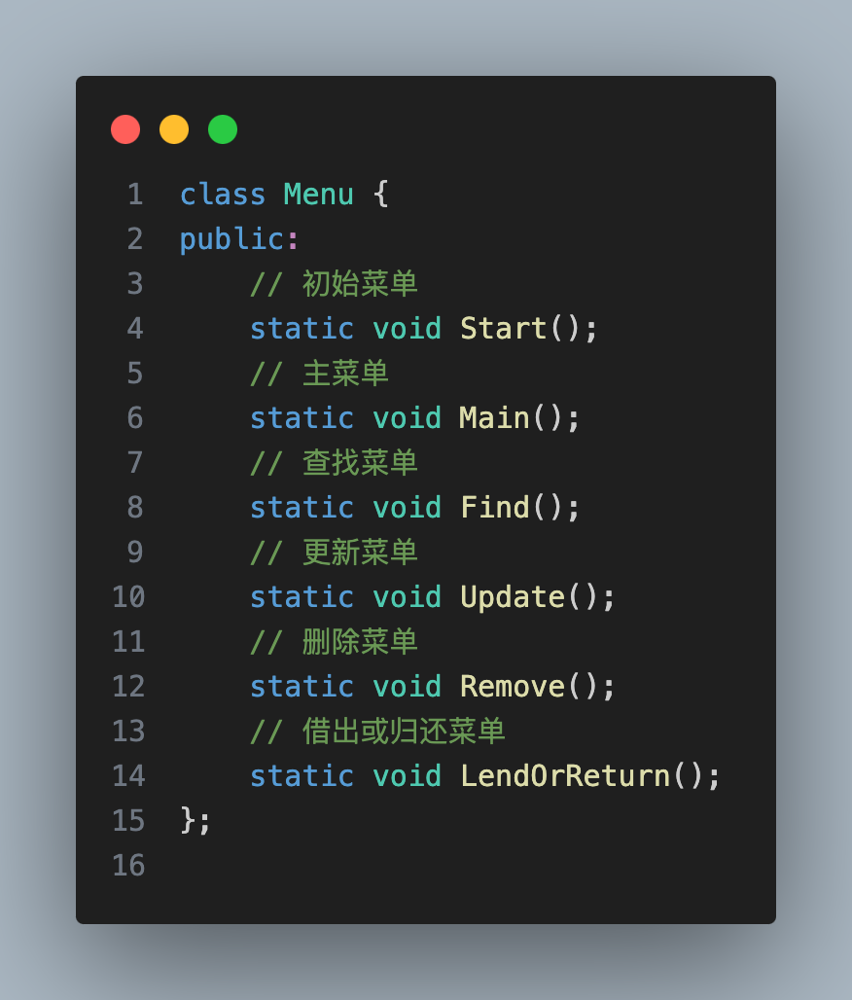 1 class Menu {
2 public:
3     // 初始菜单
4     static void Start();
5     // 主菜单
6     static void Main();
7     // 查找菜单
8     static void Find();
9     // 更新菜单
10     static void Update();
11     // 删除菜单
12     static void Remove();
13     // 借出或归还菜单
14     static void LendOrReturn();
15 };
16